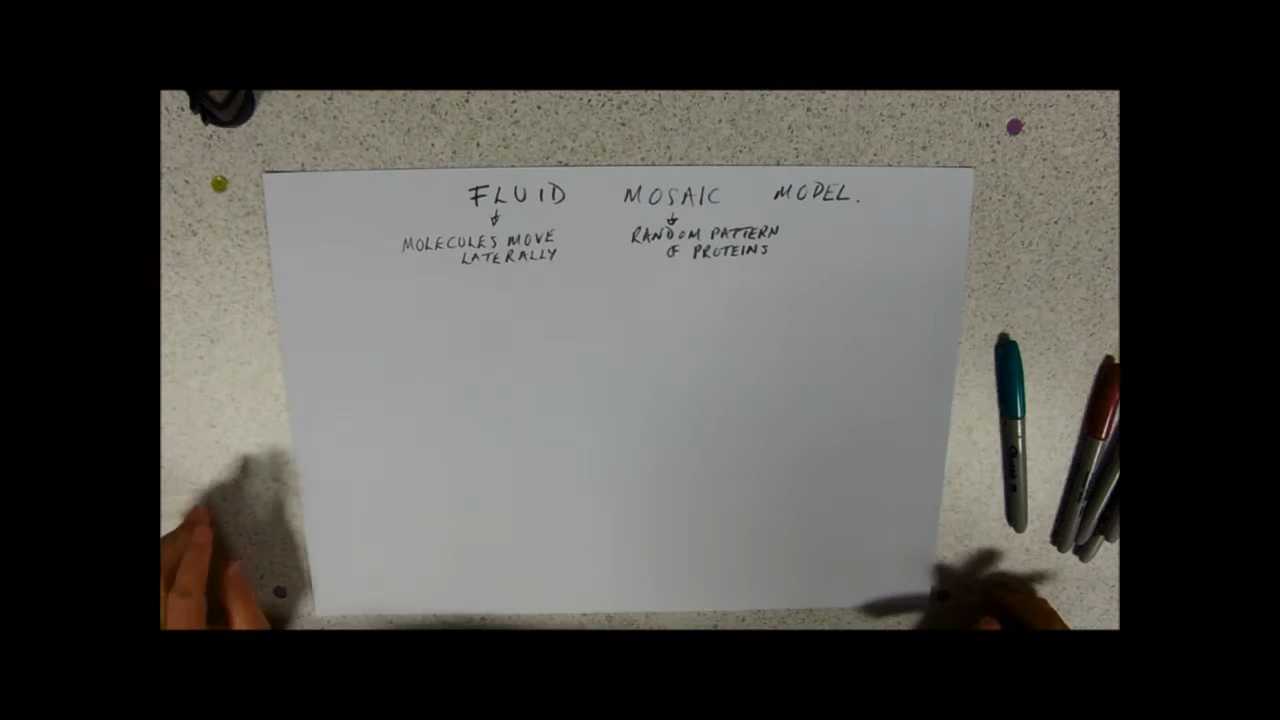 FLUID MOSAIC MODEL.
MOLECULES MOVE
LATERALLY
RANDOM PATTERN
OF PROTEINS